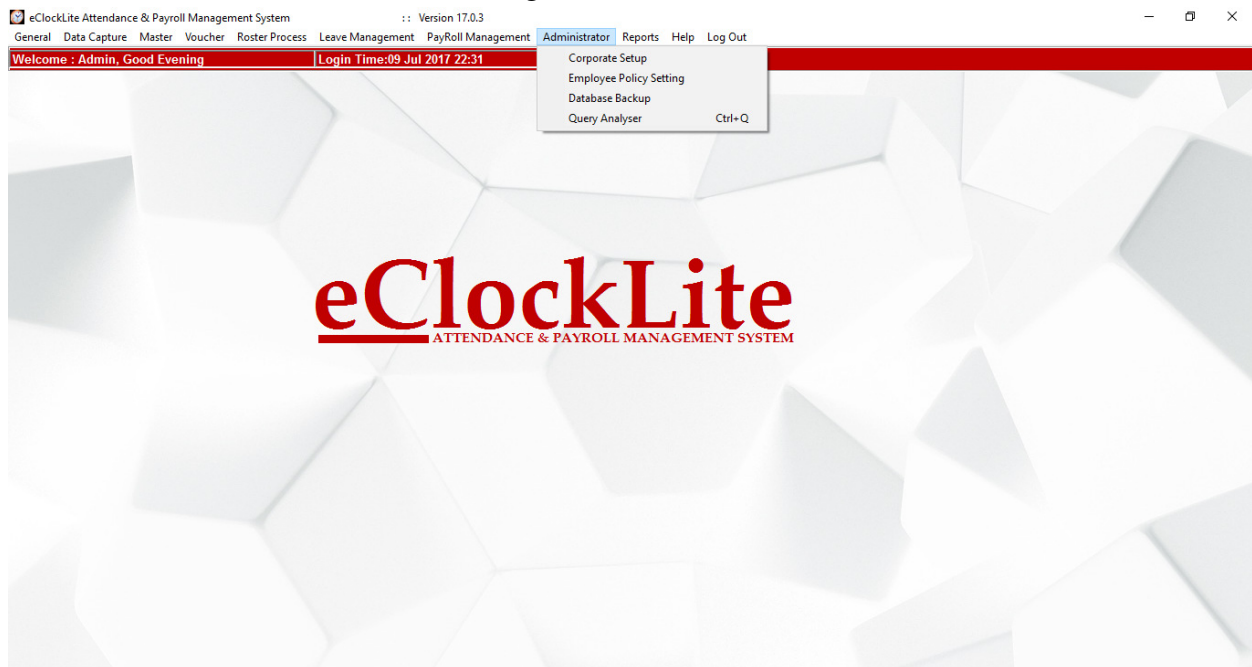 eClockLite Attendance & Payroll Management System :: Version 17.0.3
General Data Capture Master Voucher Roster Process Leave Management PayRoll Management Administrator Reports Help Log Out
Welcome : Admin, Good Evening Login Time:09 Jul 2017 22:31
Corporate Setup
Employee Policy Setting
Database Backup
Query Analyser Ctrl+Q
eClockLite
ATTENDANCE & PAYROLL MANAGEMENT SYSTEM